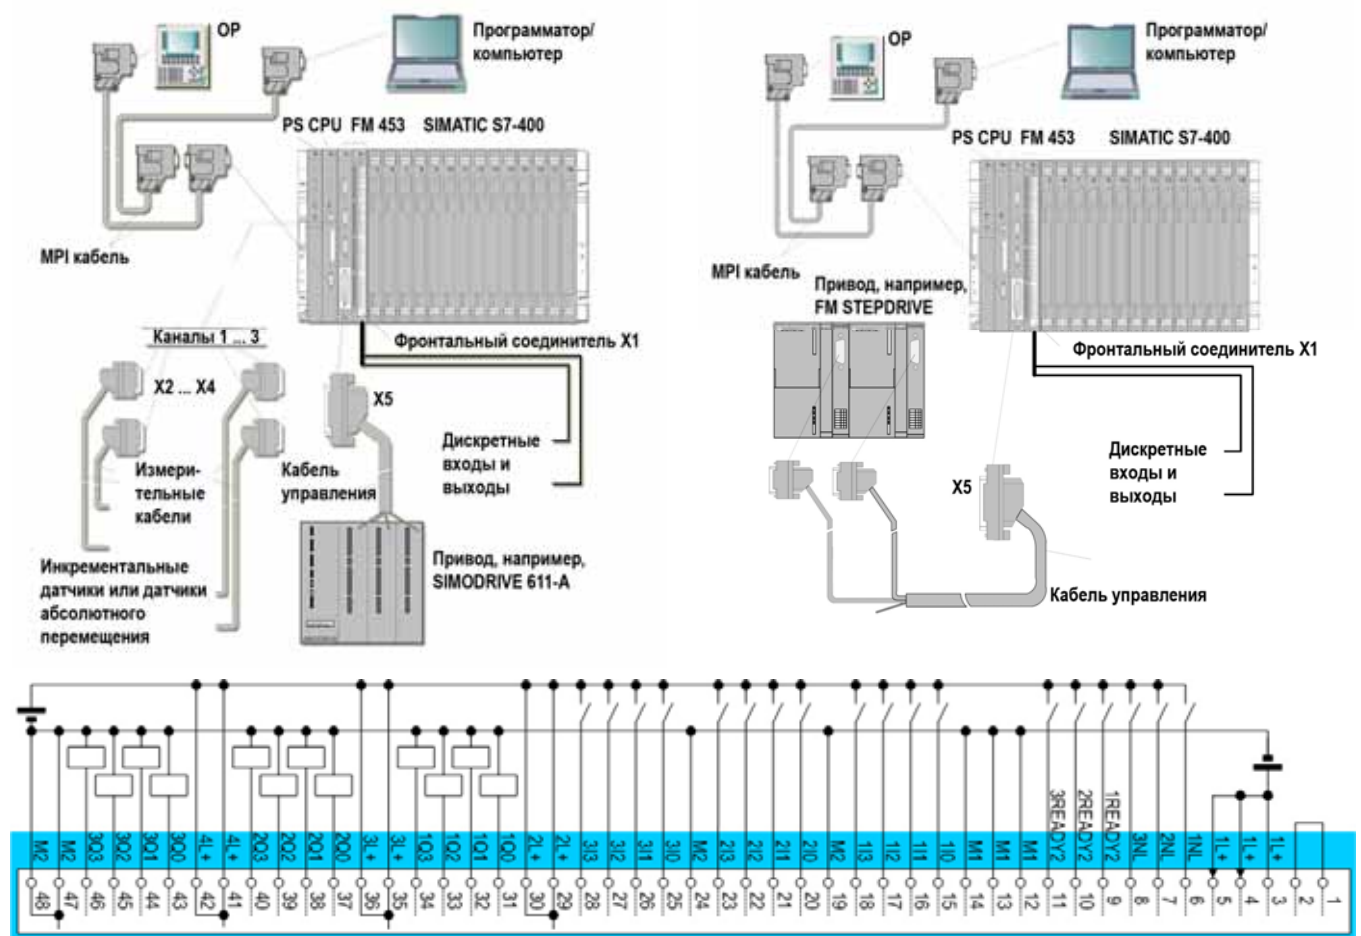 OP
Программатор/
компьютер
PS CPU FM 453 SIMATIC S7-400
MPI кабель
Каналы 1 ... 3
Фронтальный соединитель X1
X2 ... X4
X5
Измери-
тельные
кабели
Кабель
управления
Дискретные
входы и
выходы
Инкрементальные
датчики или датчики
абсолютного
перемещения
Привод, например,
SIMODRIVE 611-A
OP
Программатор/
компьютер
PS CPU FM 453 SIMATIC S7-400
MPI кабель
Привод, например,
FM STEPDRIVE
Фронтальный соединитель X1
X5
Дискретные
входы и
выходы
Кабель управления
M2 M2 3Q3 3Q2 3Q1 3Q0 4L+ 4L+ 2Q3 2Q2 2Q1 2Q0 3L+ 3L+ 1Q3 1Q2 1Q1 1Q0 2L+ 2L+ 3I3 3I2 3I1 3I0 M2 2I3 2I2 2I1 2I0 M2 1I3 1I2 1I1 1I0 M1 M1 M1 3READY2 2READY2 1READY2 3NL 2NL 1NL 1L+ 1L+ 1L+
48 47 46 45 44 43 42 41 40 39 38 37 36 35 34 33 32 31 30 29 28 27 26 25 24 23 22 21 20 19 18 17 16 15 14 13 12 11 10 9 8 7 6 5 4 3 2 1